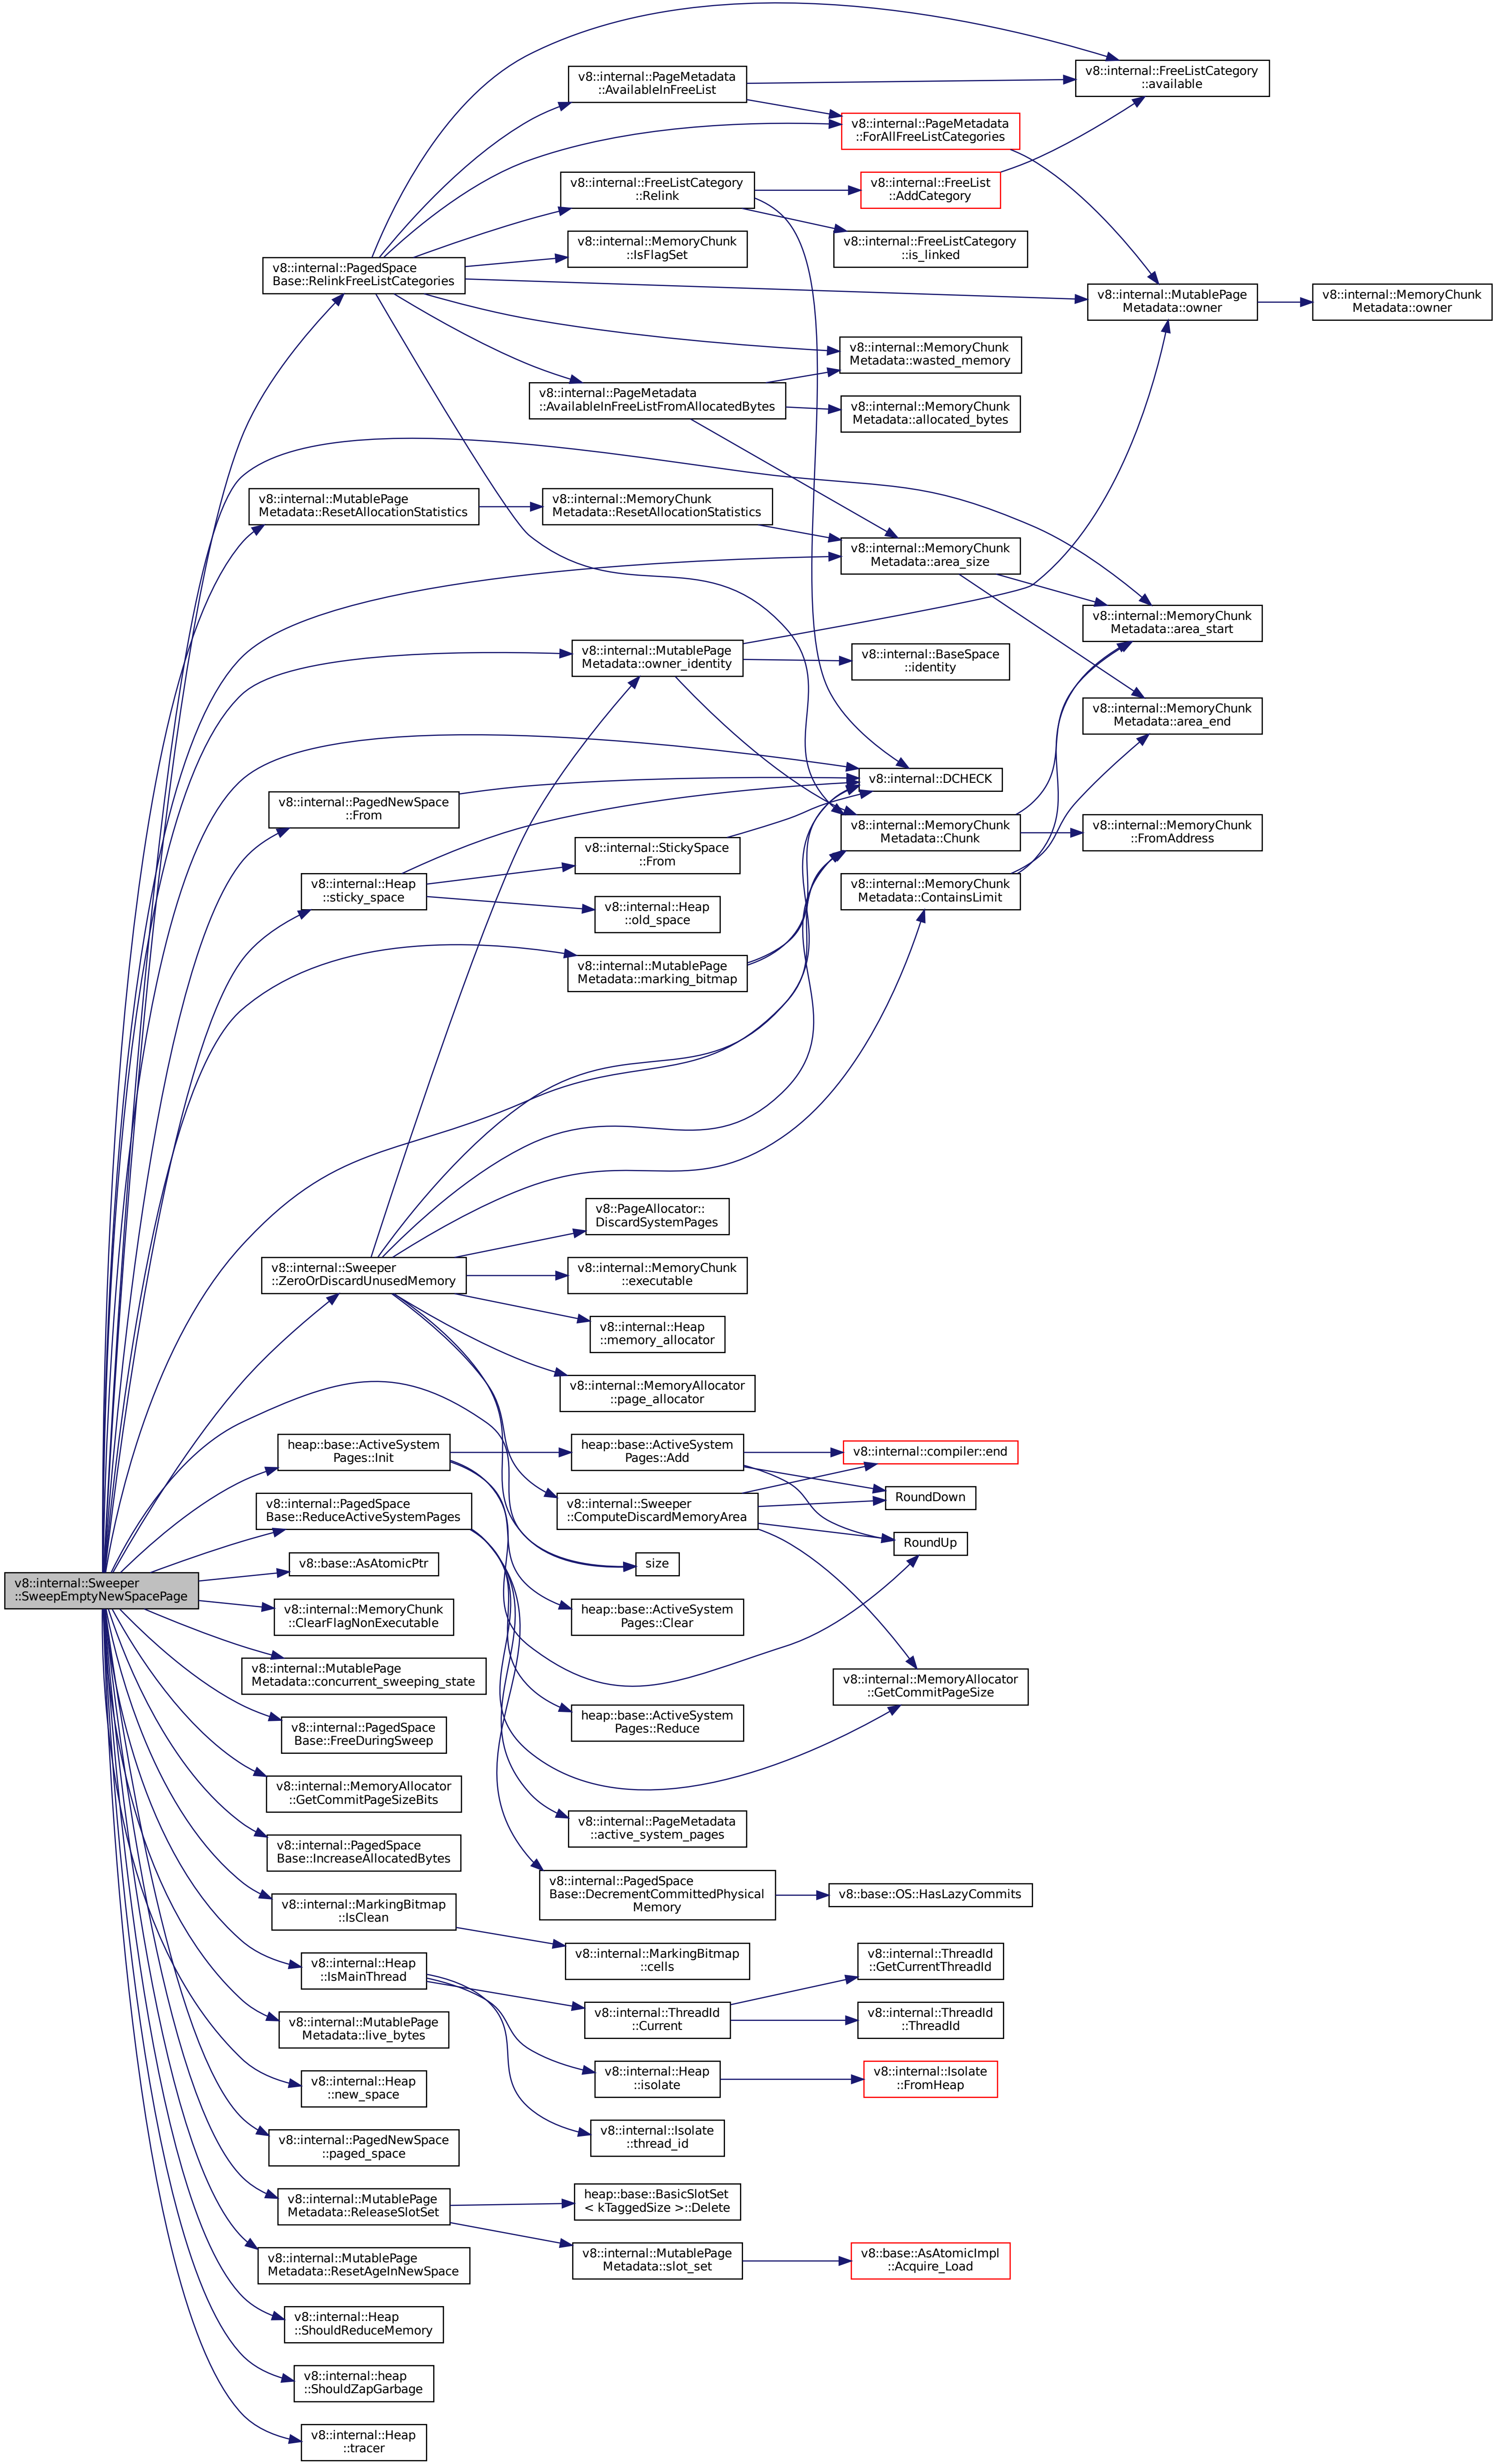 v8::internal::FreeListCategory
::available
v8::internal::PageMetadata
::AvailableInFreeList
v8::internal::PageMetadata
::ForAllFreeListCategories
v8::internal::FreeListCategory
::Relink
v8::internal::FreeList
::AddCategory
v8::internal::MemoryChunk
::IsFlagSet
v8::internal::FreeListCategory
::is_linked
v8::internal::PagedSpace
Base::RelinkFreeListCategories
v8::internal::MutablePage
Metadata::owner
v8::internal::MemoryChunk
Metadata::owner
v8::internal::MemoryChunk
Metadata::wasted_memory
v8::internal::PageMetadata
::AvailableInFreeListFromAllocatedBytes
v8::internal::MemoryChunk
Metadata::allocated_bytes
v8::internal::MutablePage
Metadata::ResetAllocationStatistics
v8::internal::MemoryChunk
Metadata::ResetAllocationStatistics
v8::internal::MemoryChunk
Metadata::area_size
v8::internal::MemoryChunk
Metadata::area_start
v8::internal::MutablePage
Metadata::owner_identity
v8::internal::BaseSpace
::identity
v8::internal::MemoryChunk
Metadata::area_end
v8::internal::DCHECK
v8::internal::PagedNewSpace
::From
v8::internal::MemoryChunk
Metadata::Chunk
v8::internal::MemoryChunk
::FromAddress
v8::internal::StickySpace
::From
v8::internal::Heap
::sticky_space
v8::internal::MemoryChunk
Metadata::ContainsLimit
v8::internal::Heap
::old_space
v8::internal::MutablePage
Metadata::marking_bitmap
v8::PageAllocator::
DiscardSystemPages
v8::internal::Sweeper
::ZeroOrDiscardUnusedMemory
v8::internal::MemoryChunk
::executable
v8::internal::Heap
::memory_allocator
v8::internal::MemoryAllocator
::page_allocator
heap::base::ActiveSystem
Pages::Init
heap::base::ActiveSystem
Pages::Add
v8::internal::compiler::end
RoundDown
v8::internal::PagedSpace
Base::ReduceActiveSystemPages
v8::internal::Sweeper
::ComputeDiscardMemoryArea
RoundUp
v8::base::AsAtomicPtr
size
v8::internal::Sweeper
::SweepEmptyNewSpacePage
v8::internal::MemoryChunk
::ClearFlagNonExecutable
heap::base::ActiveSystem
Pages::Clear
v8::internal::MutablePage
Metadata::concurrent_sweeping_state
v8::internal::MemoryAllocator
::GetCommitPageSize
v8::internal::PagedSpace
Base::FreeDuringSweep
heap::base::ActiveSystem
Pages::Reduce
v8::internal::MemoryAllocator
::GetCommitPageSizeBits
v8::internal::PageMetadata
::active_system_pages
v8::internal::PagedSpace
Base::IncreaseAllocatedBytes
v8::internal::PagedSpace
Base::DecrementCommittedPhysical
Memory
v8::base::OS::HasLazyCommits
v8::internal::MarkingBitmap
::IsClean
v8::internal::MarkingBitmap
::cells
v8::internal::Heap
::IsMainThread
v8::internal::ThreadId
::GetCurrentThreadId
v8::internal::MutablePage
Metadata::live_bytes
v8::internal::ThreadId
::Current
v8::internal::ThreadId
::ThreadId
v8::internal::Heap
::new_space
v8::internal::Heap
::isolate
v8::internal::Isolate
::FromHeap
v8::internal::PagedNewSpace
::paged_space
v8::internal::Isolate
::thread_id
v8::internal::MutablePage
Metadata::ReleaseSlotSet
heap::base::BasicSlotSet
< kTaggedSize >::Delete
v8::internal::MutablePage
Metadata::ResetAgeInNewSpace
v8::internal::MutablePage
Metadata::slot_set
v8::base::AsAtomicImpl
::Acquire_Load
v8::internal::Heap
::ShouldReduceMemory
v8::internal::heap
::ShouldZapGarbage
v8::internal::Heap
::tracer